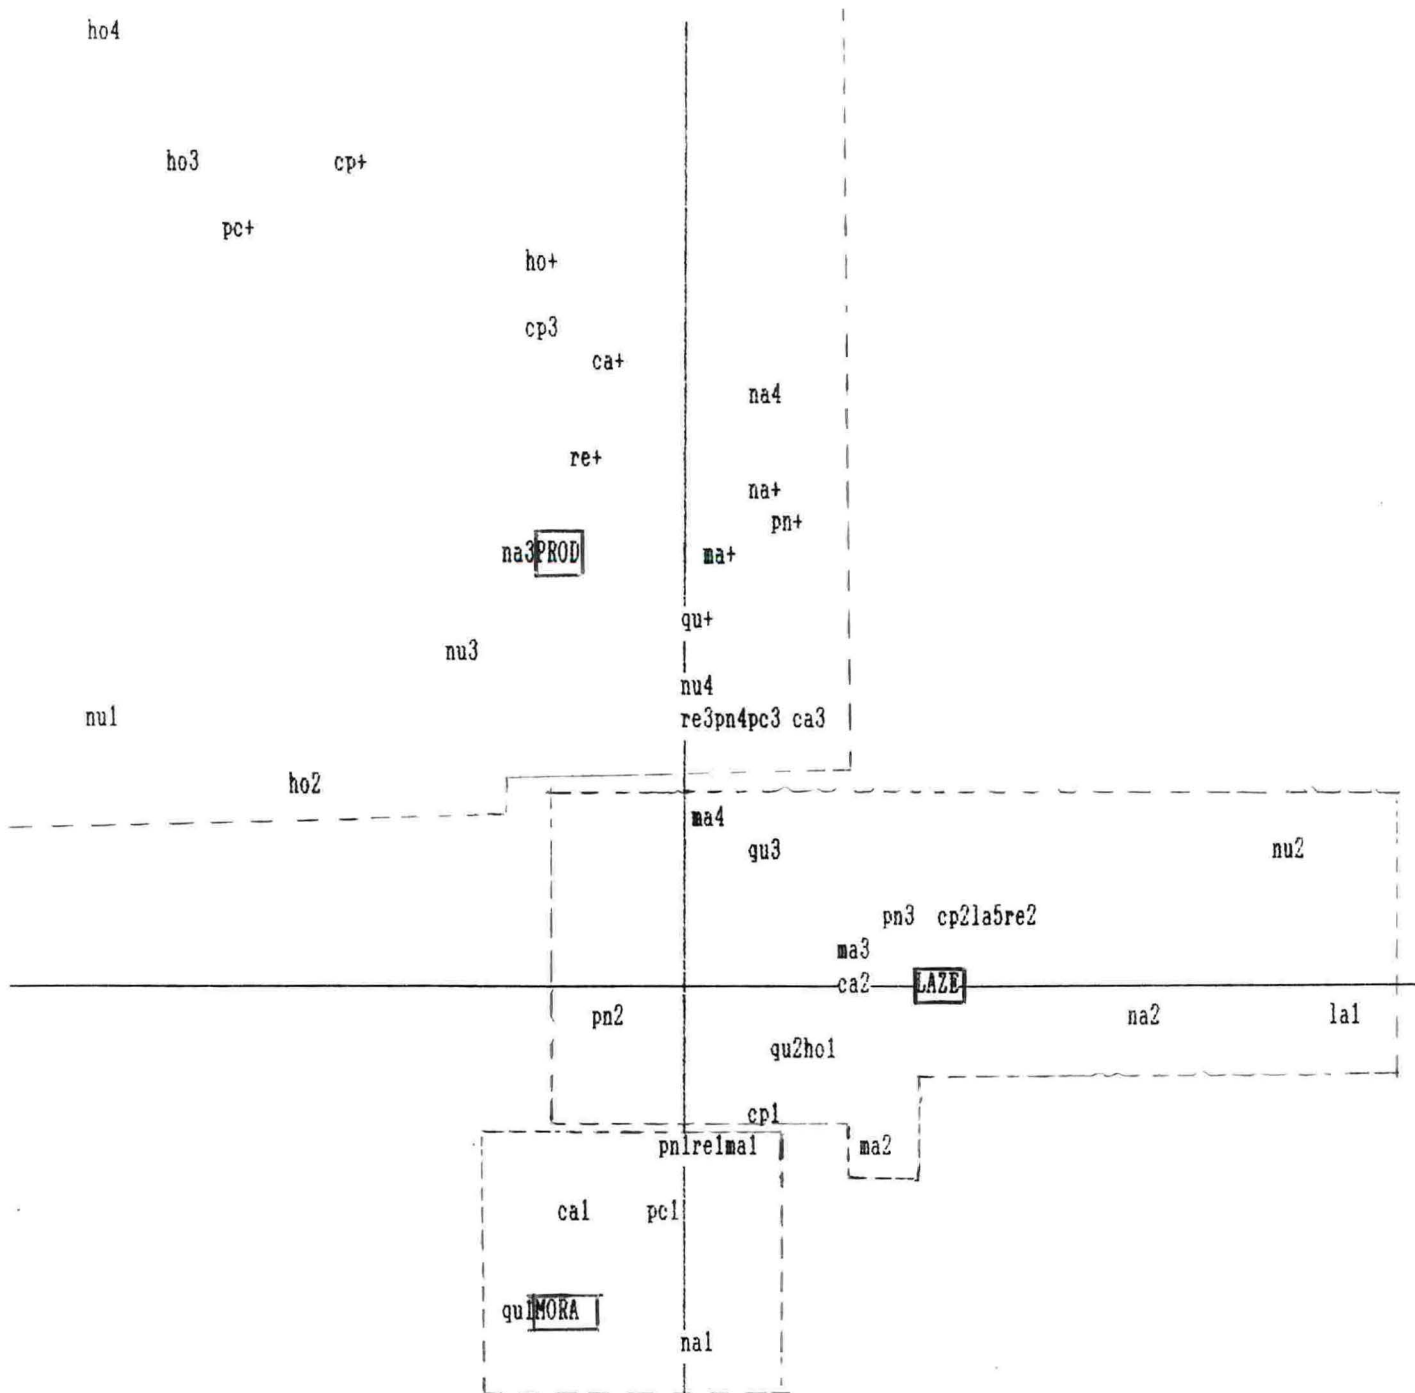 ho4
ho3 cp+
pc+
ho+
cp3
ca+
na4
re+
na+
pn+
na3PROD ma+
qu+
nu3
nu4
nu1 re3pn4pc3 ca3
ho2
ma4
qu3 nu2
pn3 cp2la5re2
ma3
ca2 LAZE
pn2 na2 la1
qu2ho1
cp1
pn1re1ma1 ma2
ca1 pc1
qu1MORA
na1